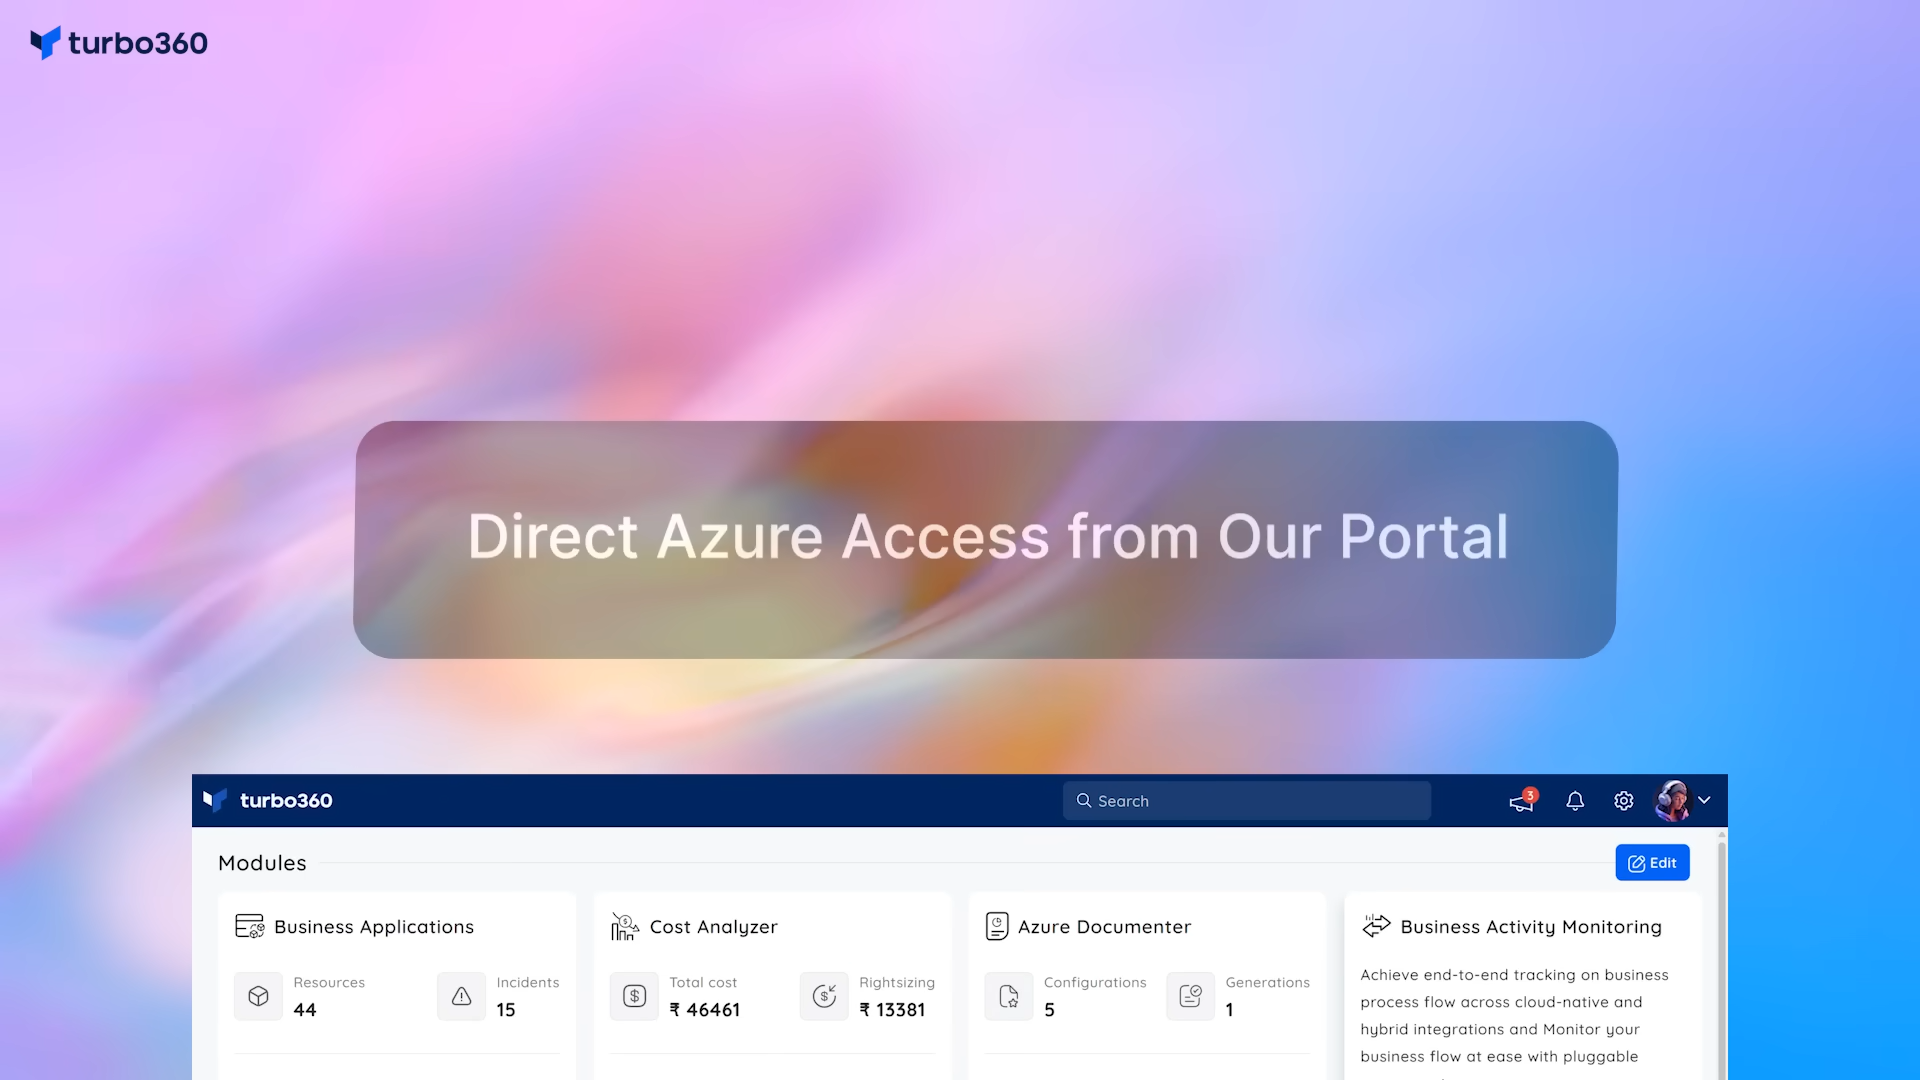 turbo360
Direct Azure Access from Our Portal
turbo360
Search
3
Modules
Edit
Business Applications
Resources
44
Incidents
15
Cost Analyzer
Total cost
₹ 46461
Rightsizing
₹ 13381
Azure Documenter
Configurations
5
Generations
1
Business Activity Monitoring
Achieve end-to-end tracking on business
process flow across cloud-native and
hybrid integrations and Monitor your
business flow at ease with pluggable